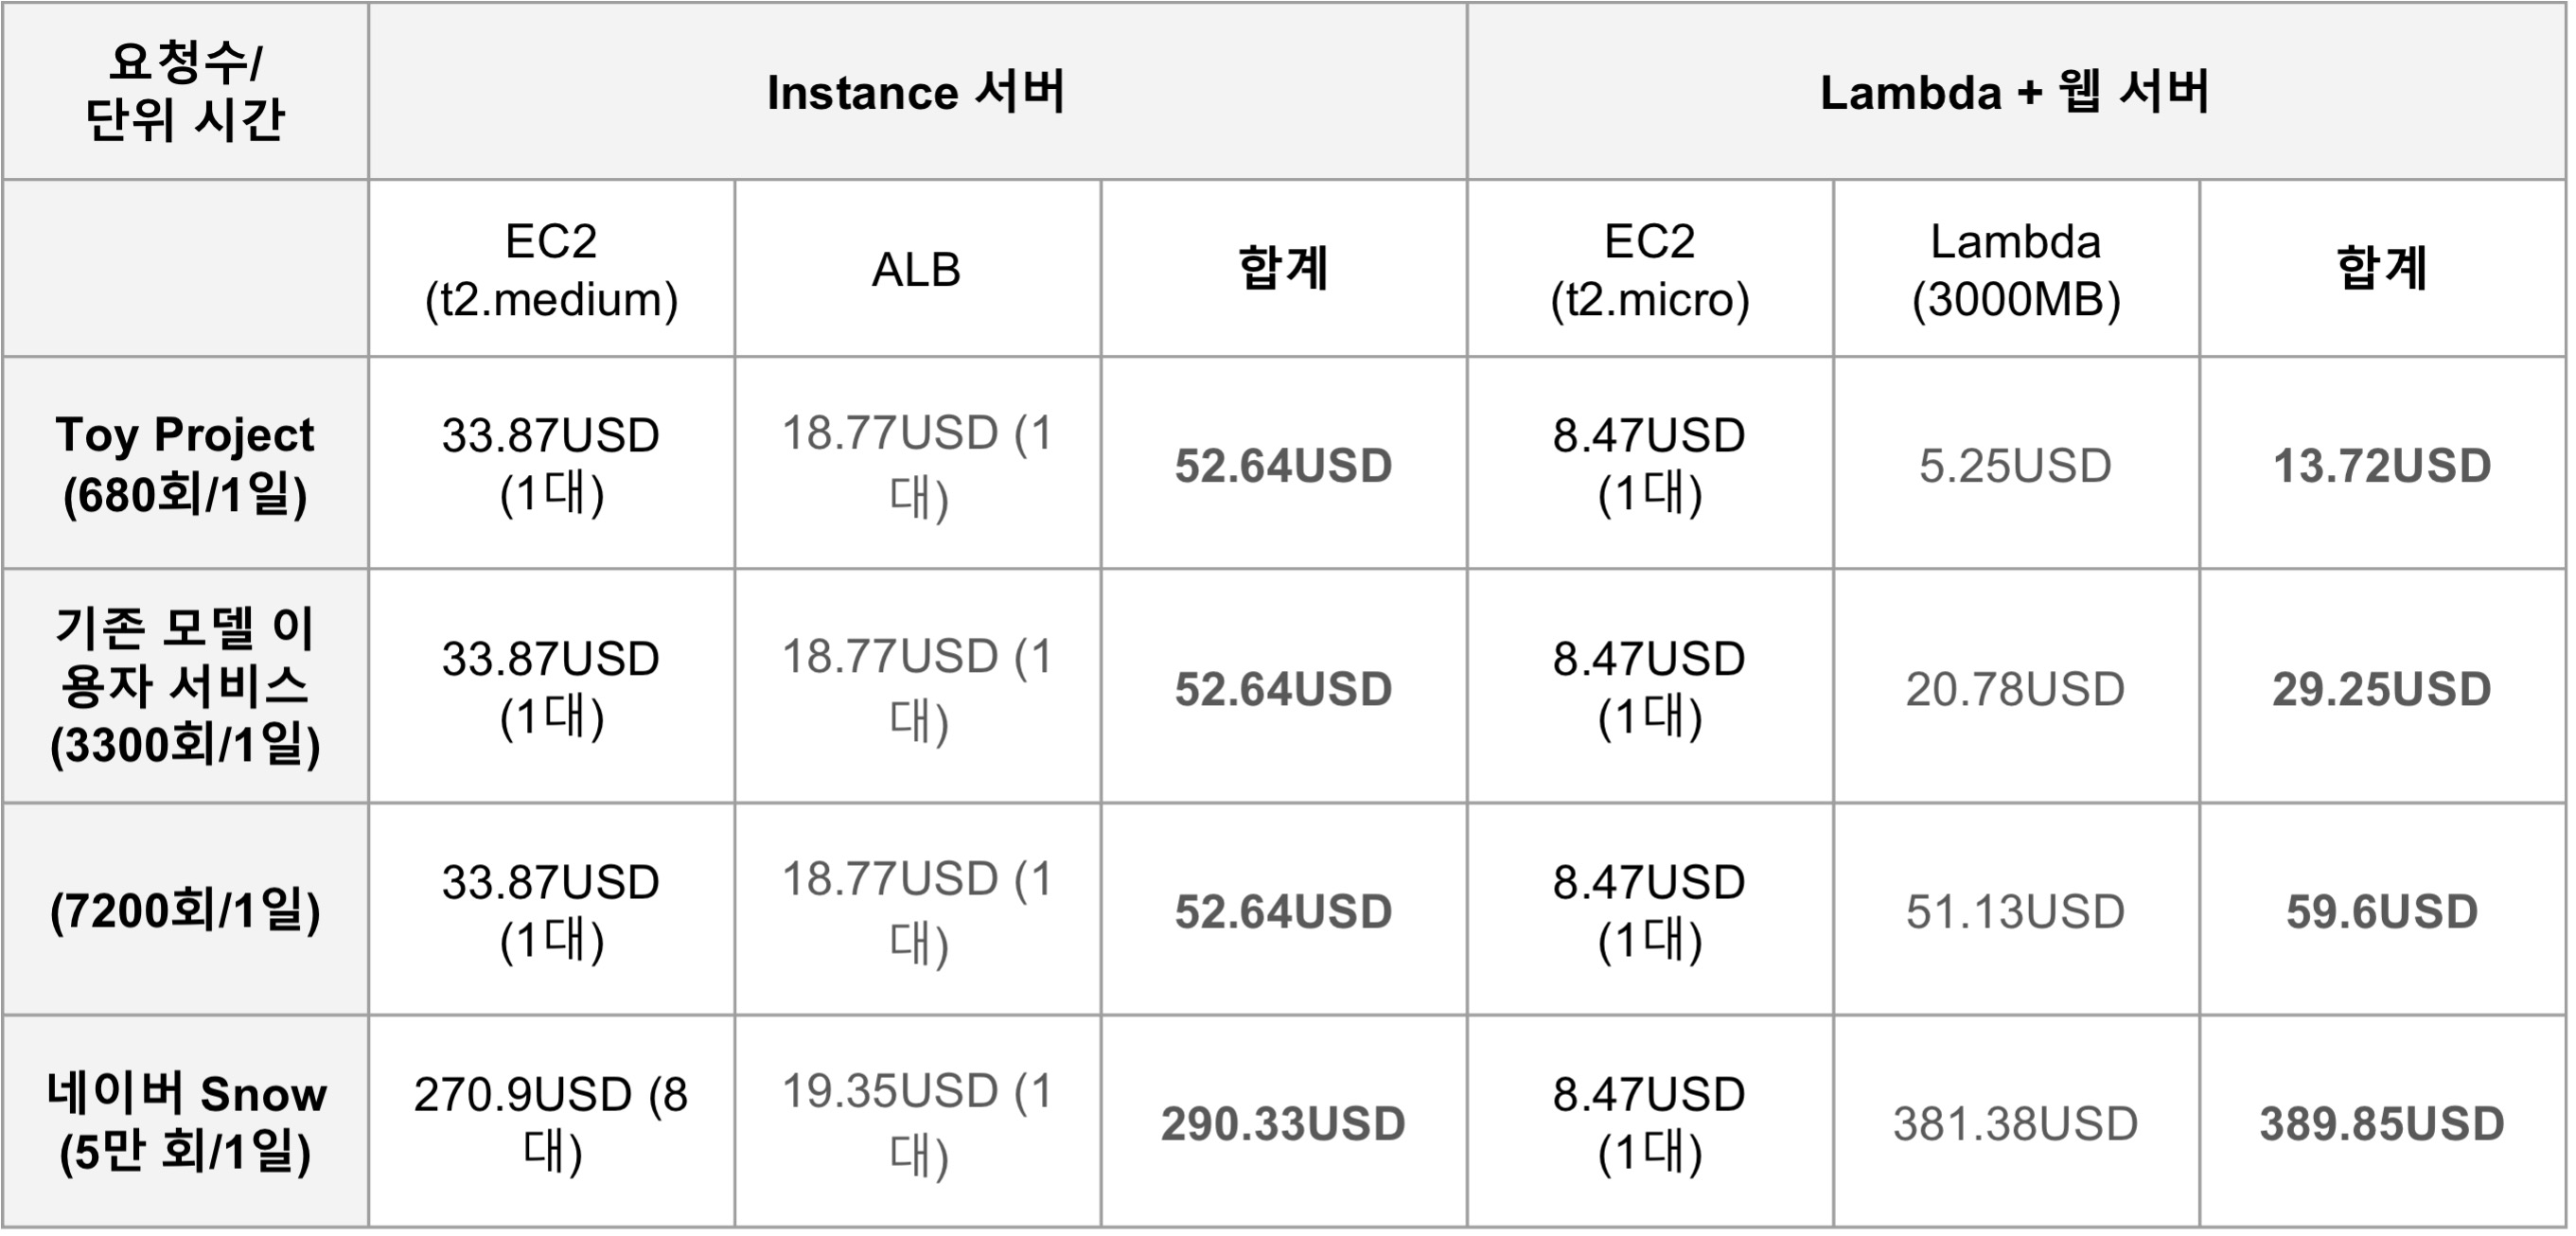 요청수/
단위 시간
Instance 서버
Lambda + 웹 서버
EC2
(t2.medium)
ALB
합계
EC2
(t2.micro)
Lambda
(3000MB)
합계
Toy Project
(680회/1일)
33.87USD
(1대)
18.77USD (1
대)
52.64USD
8.47USD
(1대)
5.25USD
13.72USD
기존 모델 이
용자 서비스
(3300회/1일)
33.87USD
(1대)
18.77USD (1
대)
52.64USD
8.47USD
(1대)
20.78USD
29.25USD
(7200회/1일)
33.87USD
(1대)
18.77USD (1
대)
52.64USD
8.47USD
(1대)
51.13USD
59.6USD
네이버 Snow
(5만 회/1일)
270.9USD (8
대)
19.35USD (1
대)
290.33USD
8.47USD
(1대)
381.38USD
389.85USD